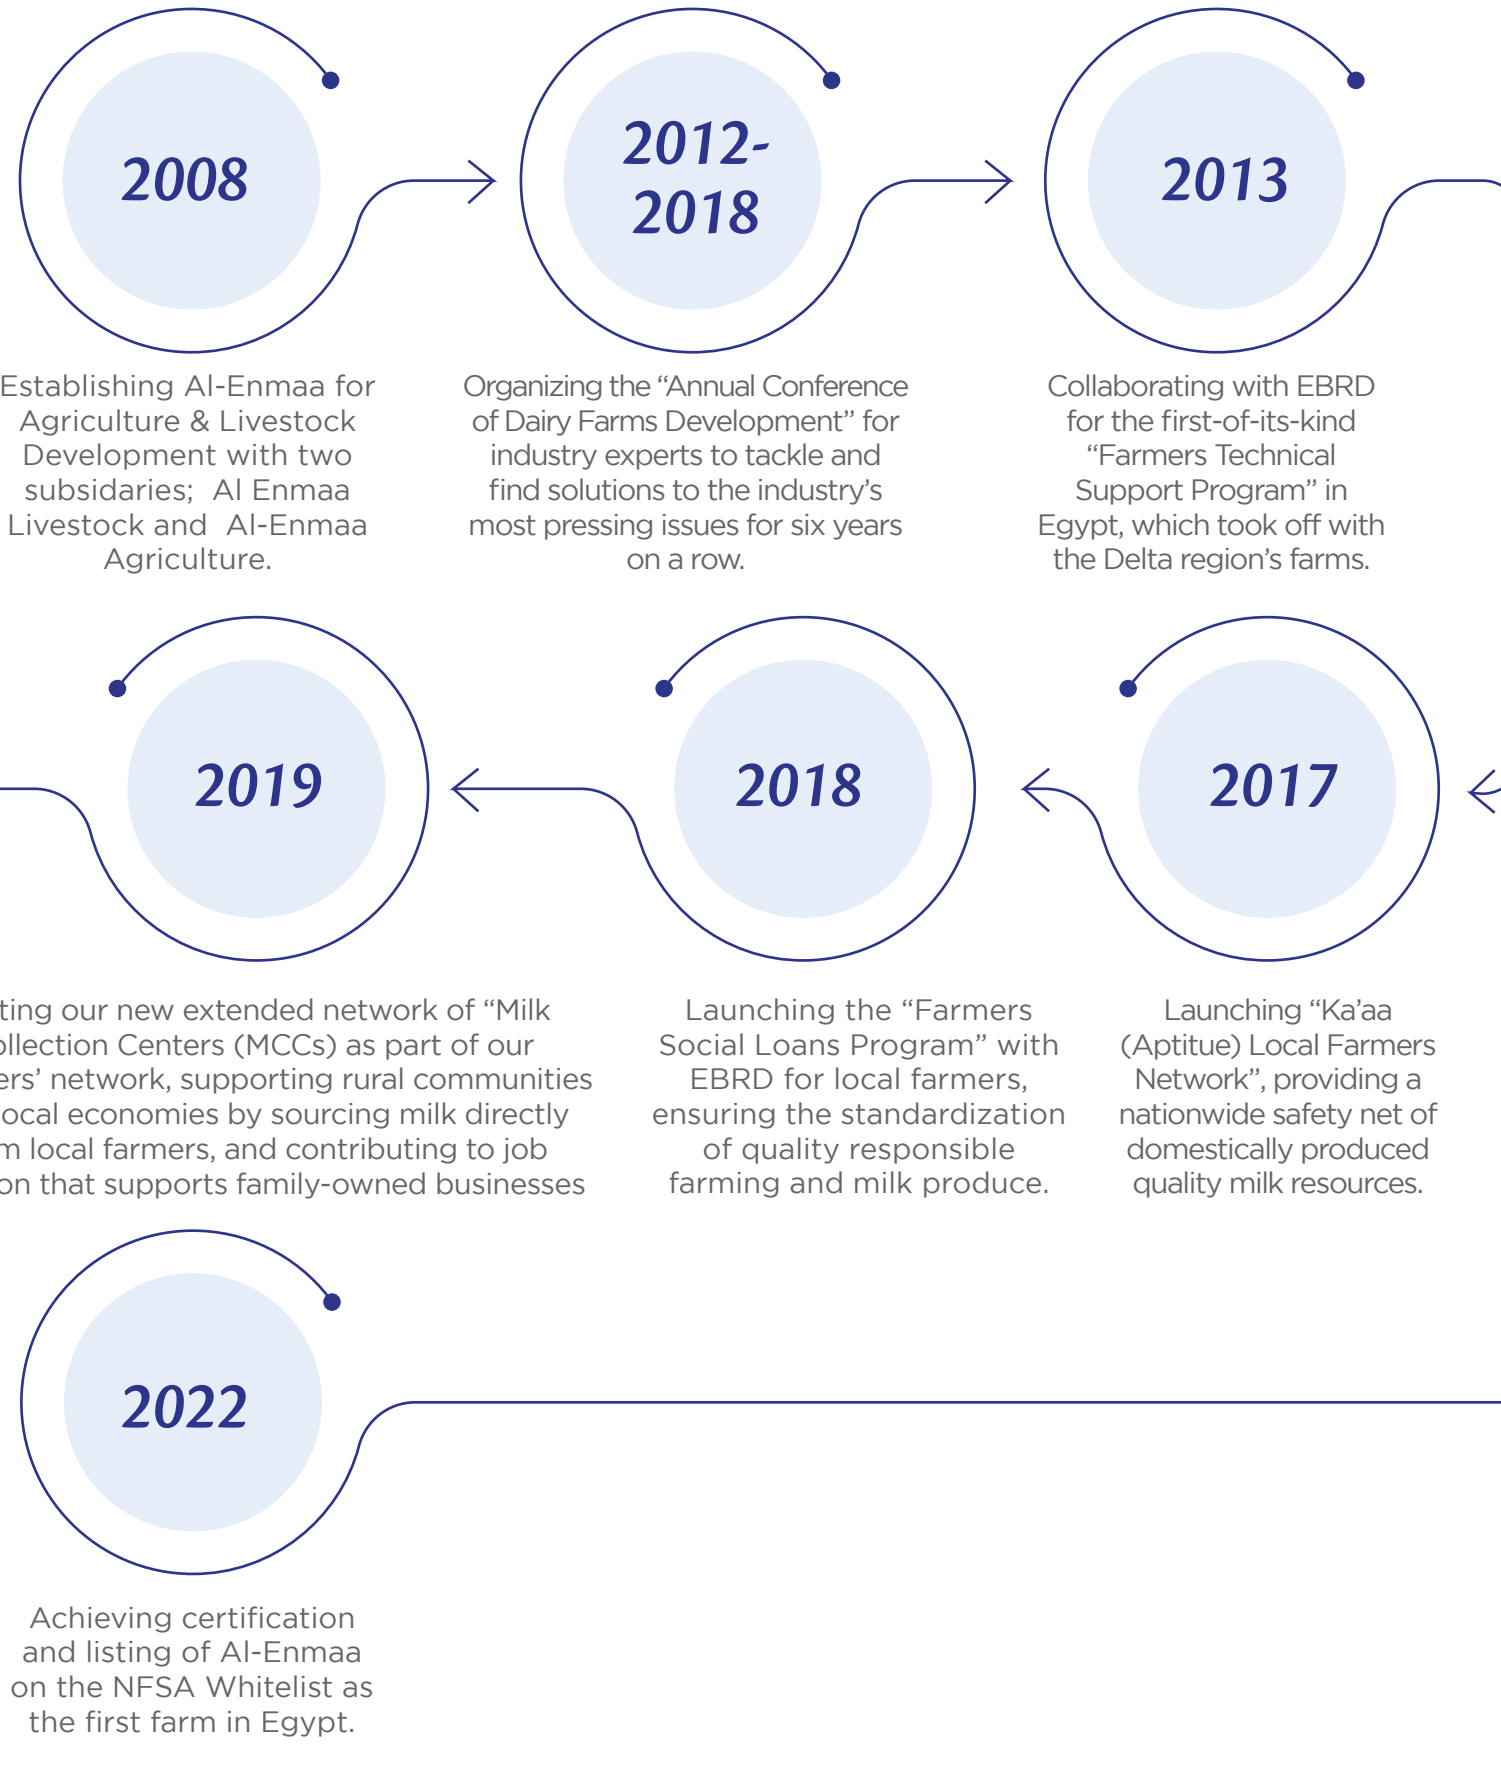 2008
Establishing Al-Enmaa for
Agriculture & Livestock
Development with two
subsidaries; Al Enmaa
Livestock and Al-Enmaa
Agriculture.
2012-
2018
Organizing the “Annual Conference
of Dairy Farms Development” for
industry experts to tackle and
find solutions to the industry’s
most pressing issues for six years
on a row.
2013
Collaborating with EBRD
for the first-of-its-kind
“Farmers Technical
Support Program” in
Egypt, which took off with
the Delta region’s farms.
2019
our new extended network of “Milk
Centers (MCCs) as part of our
network, supporting rural communities
economies by sourcing milk directly
local farmers, and contributing to job
that supports family-owned businesses
2018
Launching the “Farmers
Social Loans Program” with
EBRD for local farmers,
ensuring the standardization
of quality responsible
farming and milk produce.
2017
Launching “Ka’aa
(Aptitue) Local Farmers
Network”, providing a
nationwide safety net of
domestically produced
quality milk resources.
2022
Achieving certification
and listing of Al-Enmaa
on the NFSA Whitelist as
the first farm in Egypt.